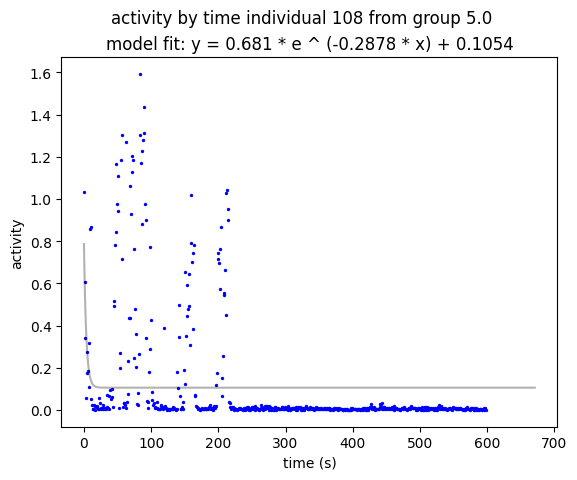 activity by time individual 108 from group 5.0
model fit: y = 0.681 * e ^ (-0.2878 * x) + 0.1054
1.6
1.4
1.2
1.0
0.8
0.6
0.4
0.2
0.0
activity
0 100 200 300 400 500 600 700
time (s)